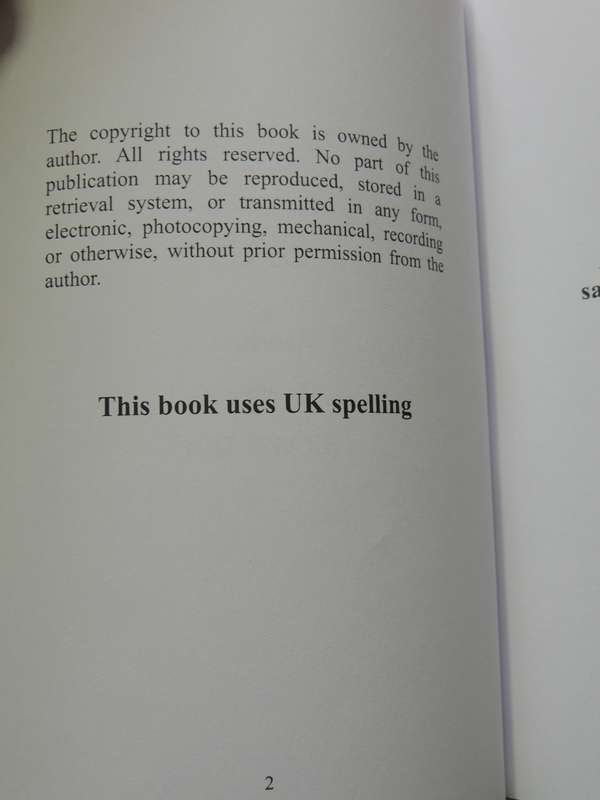 The copyright to this book is owned by the
author. All rights reserved. No part of this
publication may be reproduced, stored in a
retrieval system, or transmitted in any form,
electronic, photocopying, mechanical, recording
or otherwise, without prior permission from the
author.
This book uses UK spelling
2